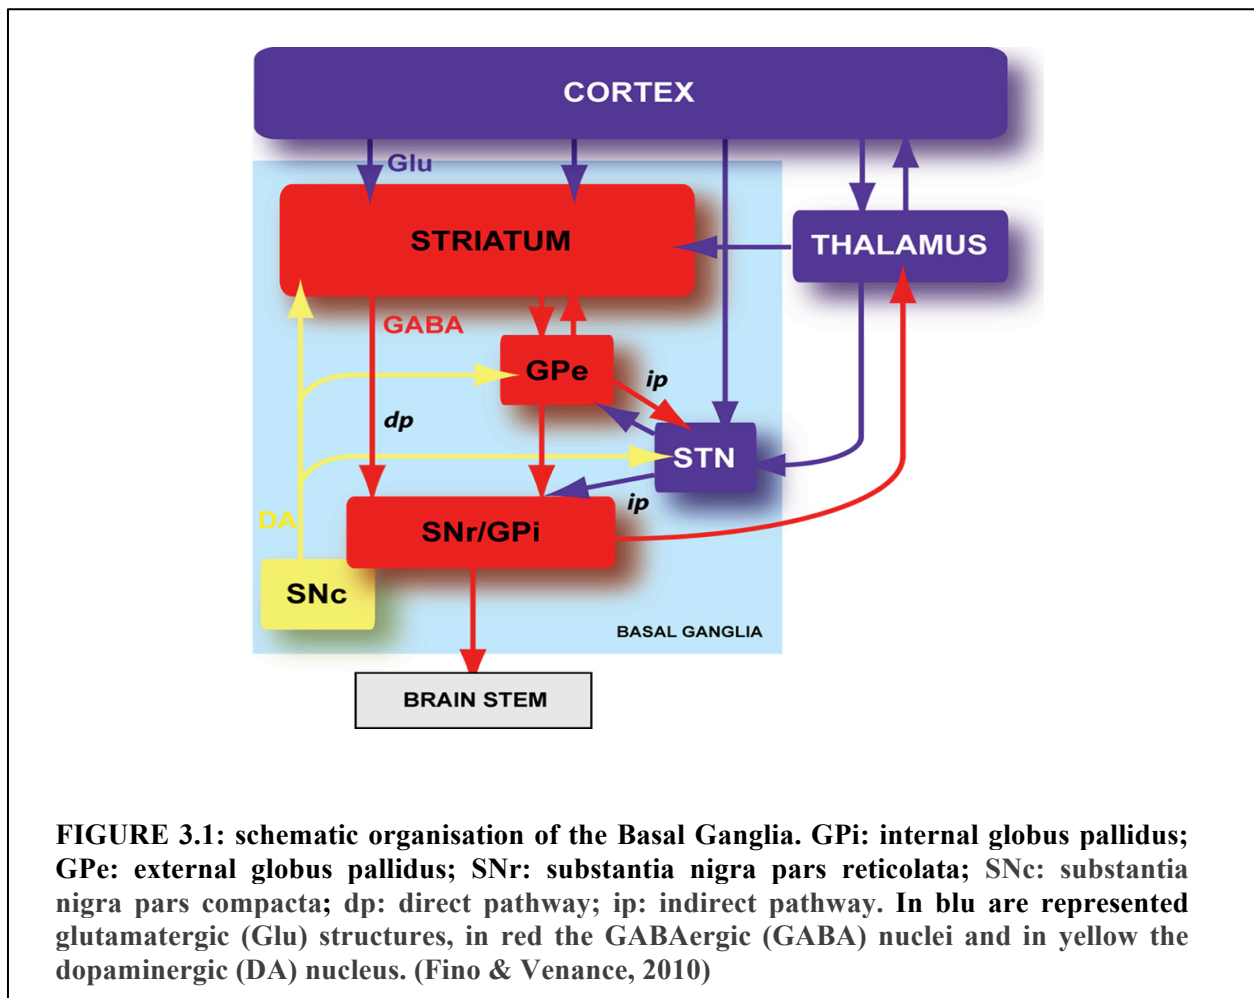 CORTEX
Glu
STRIATUM
THALAMUS
GABA
GPe
ip
dp
STN
ip
DA
SNr/GPi
SNc
BASAL GANGLIA
BRAIN STEM
FIGURE 3.1: schematic organisation of the Basal Ganglia. GPi: internal globus pallidus;
GPe: external globus pallidus; SNr: substantia nigra pars reticolata; SNc: substantia
nigra pars compacta; dp: direct pathway; ip: indirect pathway. In blu are represented
glutamatergic (Glu) structures, in red the GABAergic (GABA) nuclei and in yellow the
dopaminergic (DA) nucleus. (Fino & Venance, 2010)